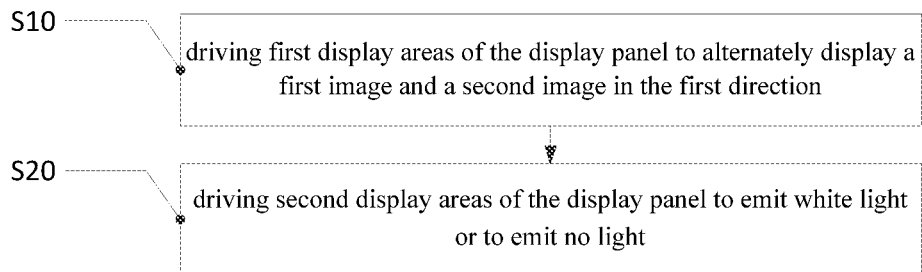 S10
driving first display areas of the display panel to alternately display a
first image and a second image in the first direction
S20
driving second display areas of the display panel to emit white light
or to emit no light